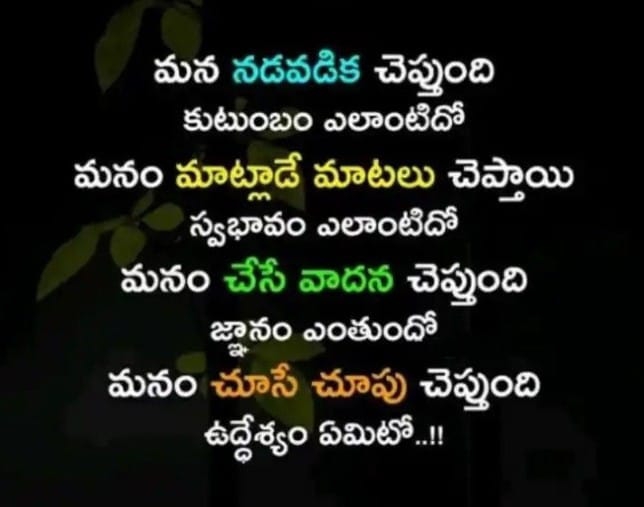 మన నడవడిక చెప్తుంది
కుటుంబం ఎలాంటిదో
మనం మాట్లాడే మాటలు చెప్తాయి
స్వభావం ఎలాంటిదో
మనం చేసే వాదన చెప్తుంది
జ్ఞానం ఎంతుందో
మనం చూసే చూపు చెప్తుంది
ఉద్ధేశ్యం ఏమిటో..!!